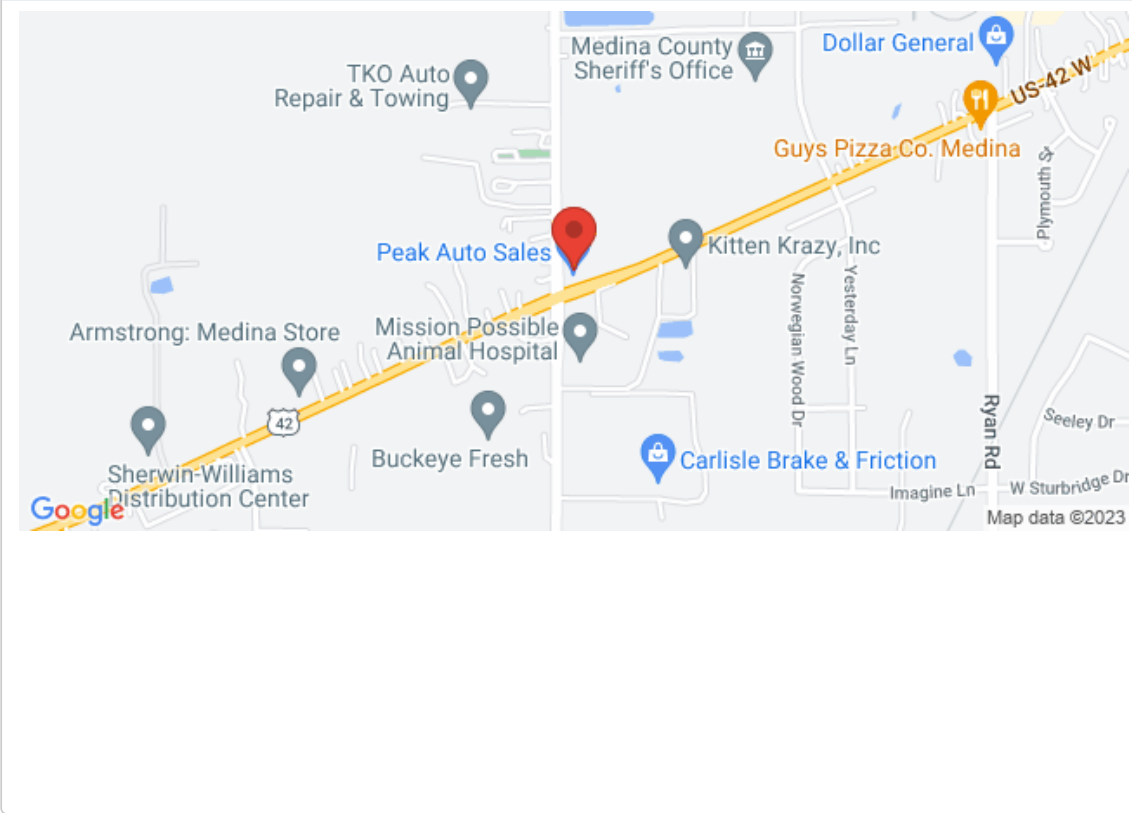 Medina County
Sheriff's Office
Dollar General
US-42 W
TKO Auto
Repair & Towing
Guys Pizza Co. Medina
Plymouth St
Peak Auto Sales
Kitten Krazy, Inc
Norwegian Wood Dr
Yesterday Ln
Armstrong: Medina Store
Mission Possible
Animal Hospital
42
Ryan Rd
Seeley Dr
Buckeye Fresh
Carlisle Brake & Friction
Sherwin-Williams
Distribution Center
Imagine Ln
W Sturbridge Dr
Google
Map data ©2023